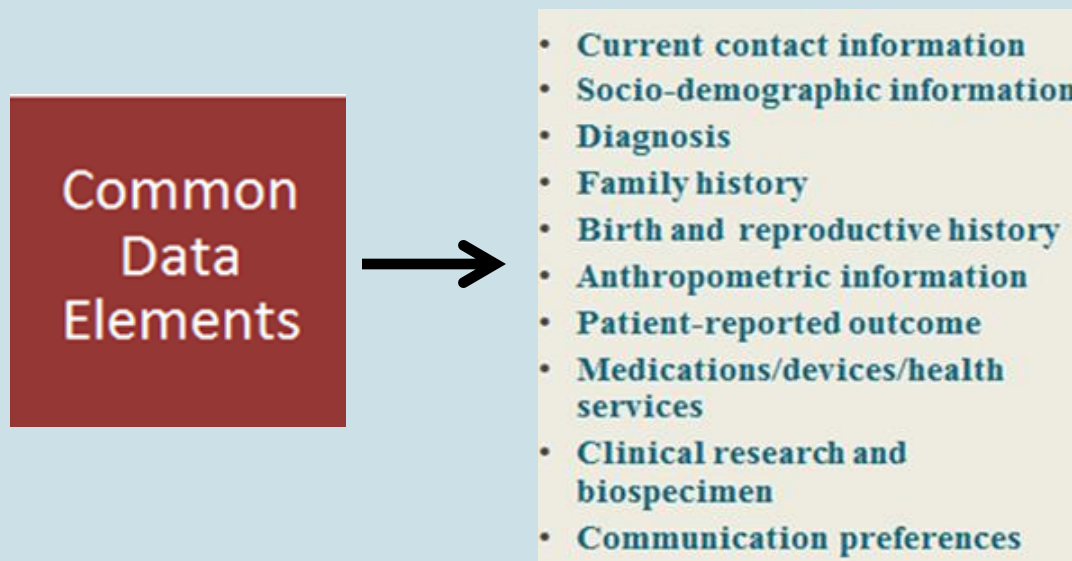 Common
Data
Elements
• Current contact information
• Socio-demographic information
• Diagnosis
• Family history
• Birth and reproductive history
• Anthropometric information
• Patient-reported outcome
• Medications/devices/health
services
• Clinical research and
biospecimen
• Communication preferences